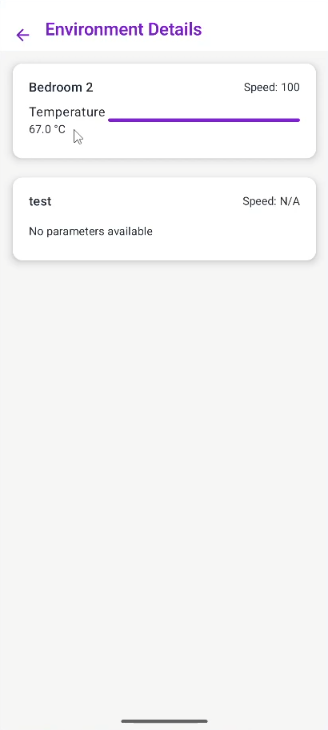 Environment Details
Bedroom 2 Speed: 100
Temperature
67.0 °C
test Speed: N/A
No parameters available